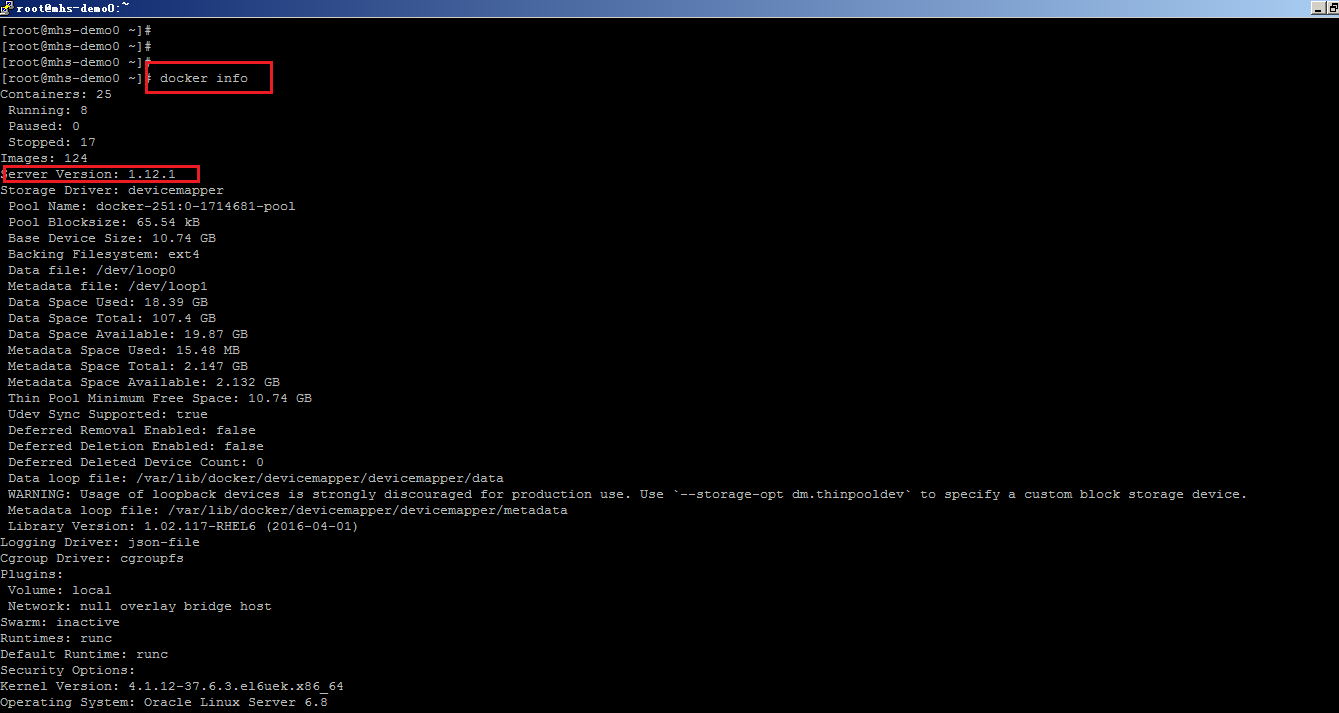 root@mhs-demo0:~
[root@mhs-demo0 ~]#
[root@mhs-demo0 ~]#
[root@mhs-demo0 ~]#
[root@mhs-demo0 ~]# docker info
Containers: 25
 Running: 8
 Paused: 0
 Stopped: 17
Images: 124
Server Version: 1.12.1
Storage Driver: devicemapper
 Pool Name: docker-251:0-1714681-pool
 Pool Blocksize: 65.54 kB
 Base Device Size: 10.74 GB
 Backing Filesystem: ext4
 Data file: /dev/loop0
 Metadata file: /dev/loop1
 Data Space Used: 18.39 GB
 Data Space Total: 107.4 GB
 Data Space Available: 19.87 GB
 Metadata Space Used: 15.48 MB
 Metadata Space Total: 2.147 GB
 Metadata Space Available: 2.132 GB
 Thin Pool Minimum Free Space: 10.74 GB
 Udev Sync Supported: true
 Deferred Removal Enabled: false
 Deferred Deletion Enabled: false
 Deferred Deleted Device Count: 0
 Data loop file: /var/lib/docker/devicemapper/devicemapper/data
 WARNING: Usage of loopback devices is strongly discouraged for production use. Use `--storage-opt dm.thinpooldev` to specify a custom block storage device.
 Metadata loop file: /var/lib/docker/devicemapper/devicemapper/metadata
 Library Version: 1.02.117-RHEL6 (2016-04-01)
Logging Driver: json-file
Cgroup Driver: cgroupfs
Plugins:
 Volume: local
 Network: null overlay bridge host
Swarm: inactive
Runtimes: runc
Default Runtime: runc
Security Options:
Kernel Version: 4.1.12-37.6.3.el6uek.x86_64
Operating System: Oracle Linux Server 6.8